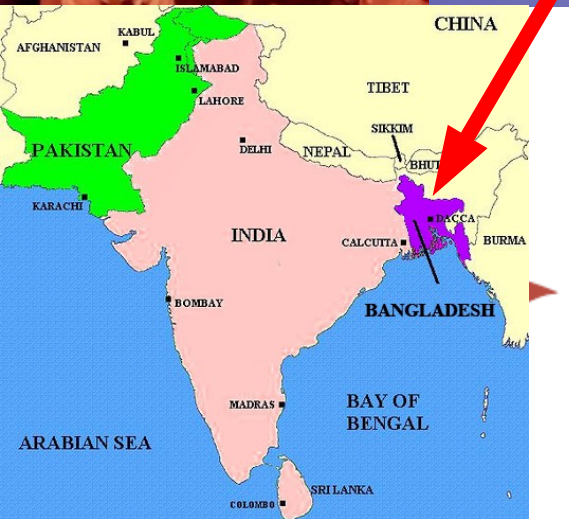 CHINA
KABUL
AFGHANISTAN
ISLAMABAD
TIBET
LAHORE
SIKKIM
PAKISTAN
DELHI
NEPAL
BHUT
KARACHI
DACCA
INDIA
CALCUTTA
BURMA
BOMBAY
BANGLADESH
MADRAS
BAY OF
BENGAL
ARABIAN SEA
SRI LANKA
COLOMBO